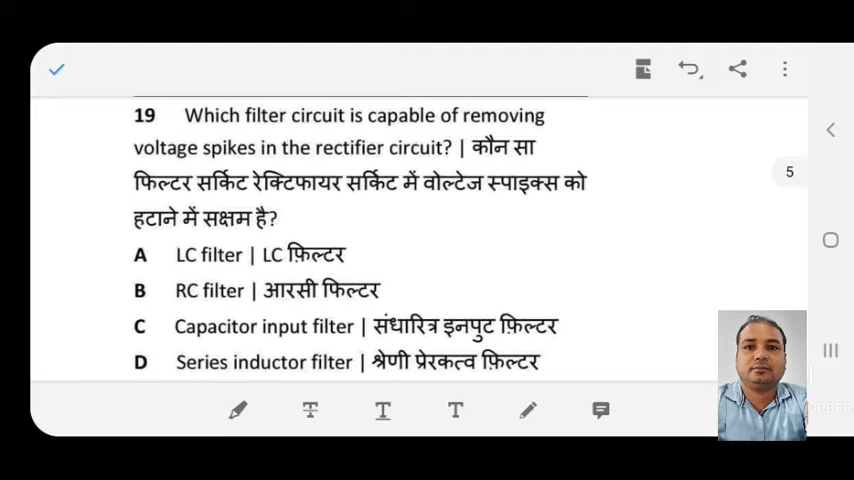 19 Which filter circuit is capable of removing
voltage spikes in the rectifier circuit? | कौन सा
फिल्टर सर्किट रेक्टिफायर सर्किट में वोल्टेज स्पाइक्स को
हटाने में सक्षम है?
A LC filter | LC फ़िल्टर
B RC filter | आरसी फिल्टर
C Capacitor input filter | संधारित्र इनपुट फ़िल्टर
D Series inductor filter | श्रेणी प्रेरकत्व फ़िल्टर
5
T T T